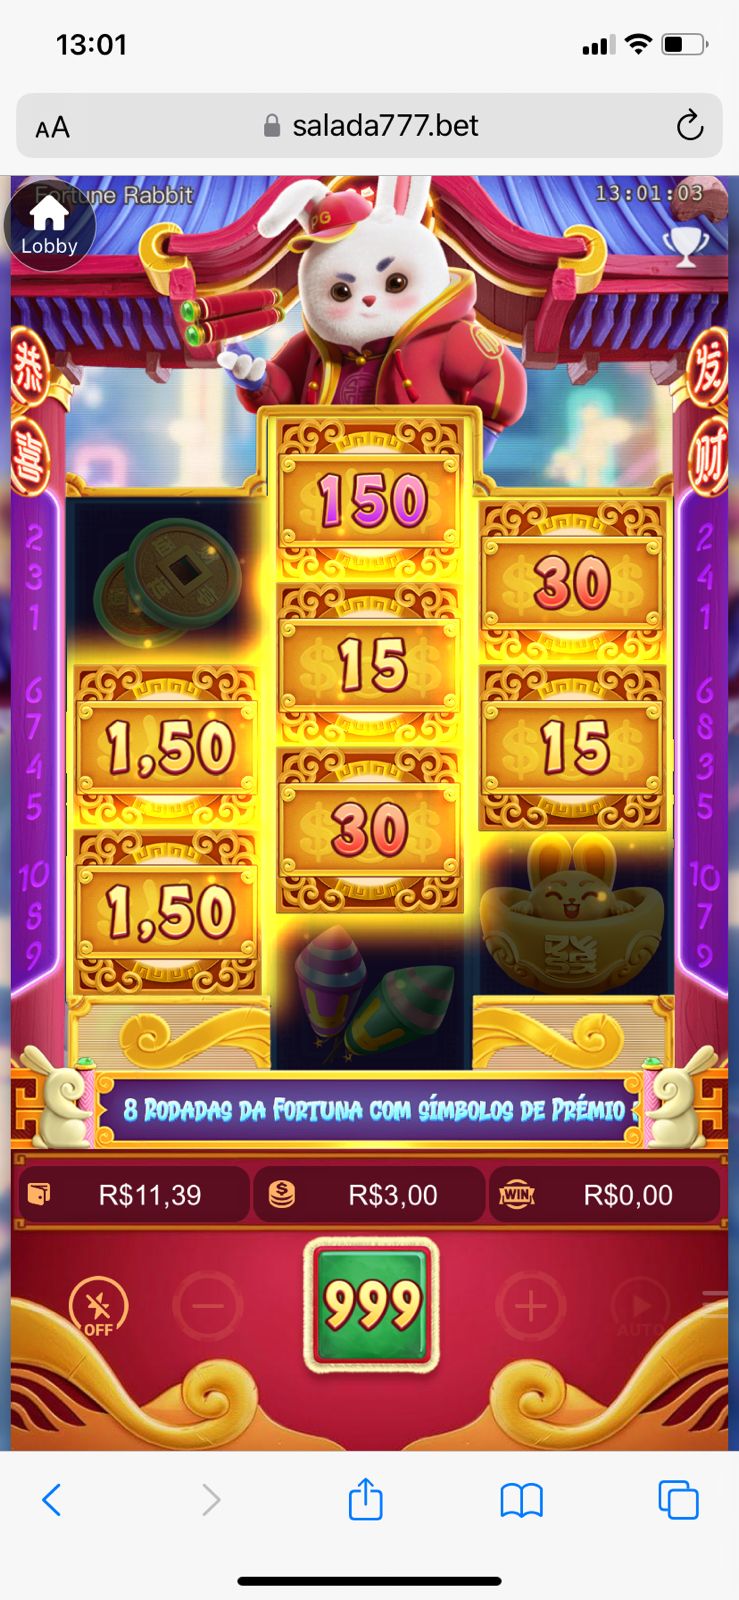 13:01
AA salada777.bet
Fortune Rabbit 13:01:03
Lobby
PG
恭 发
喜 财
150
30
15
1,50 15
30
1,50
2 2
3 4
1 1
6 6
7 8
4 3
5 5
10 10
8 7
9 9
8 RODADAS DA FORTUNA COM SÍMBOLOS DE PRÊMIO
R$11,39 R$3,00 WIN R$0,00
999
OFF AUTO